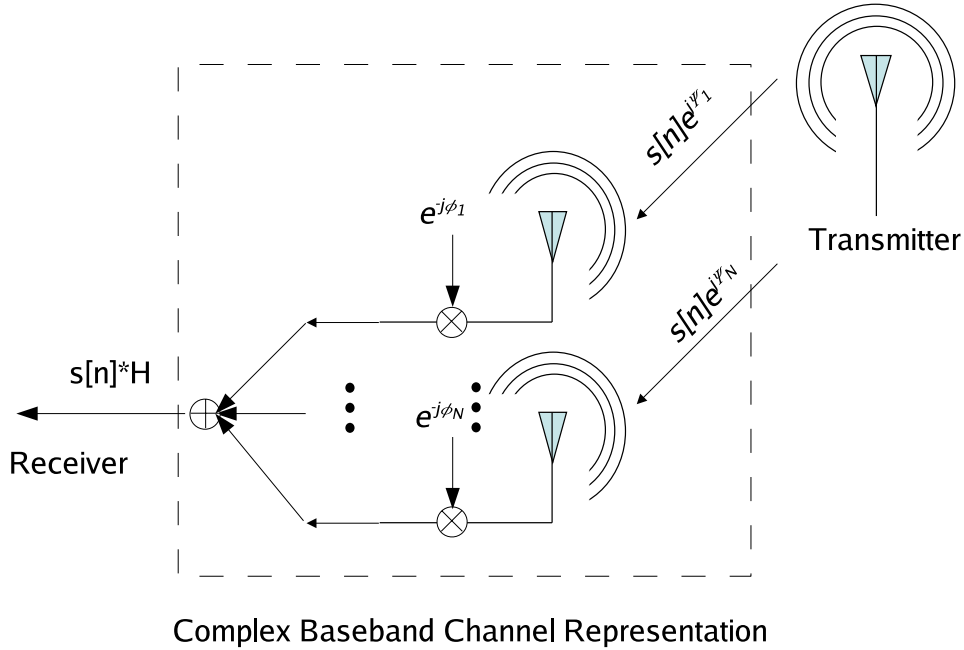 s[n]e^{jΨ_1}
Transmitter
e^{-jϕ_1}
s[n]e^{jΨ_N}
s[n]*H
e^{-jϕ_N}
Receiver
Complex Baseband Channel Representation